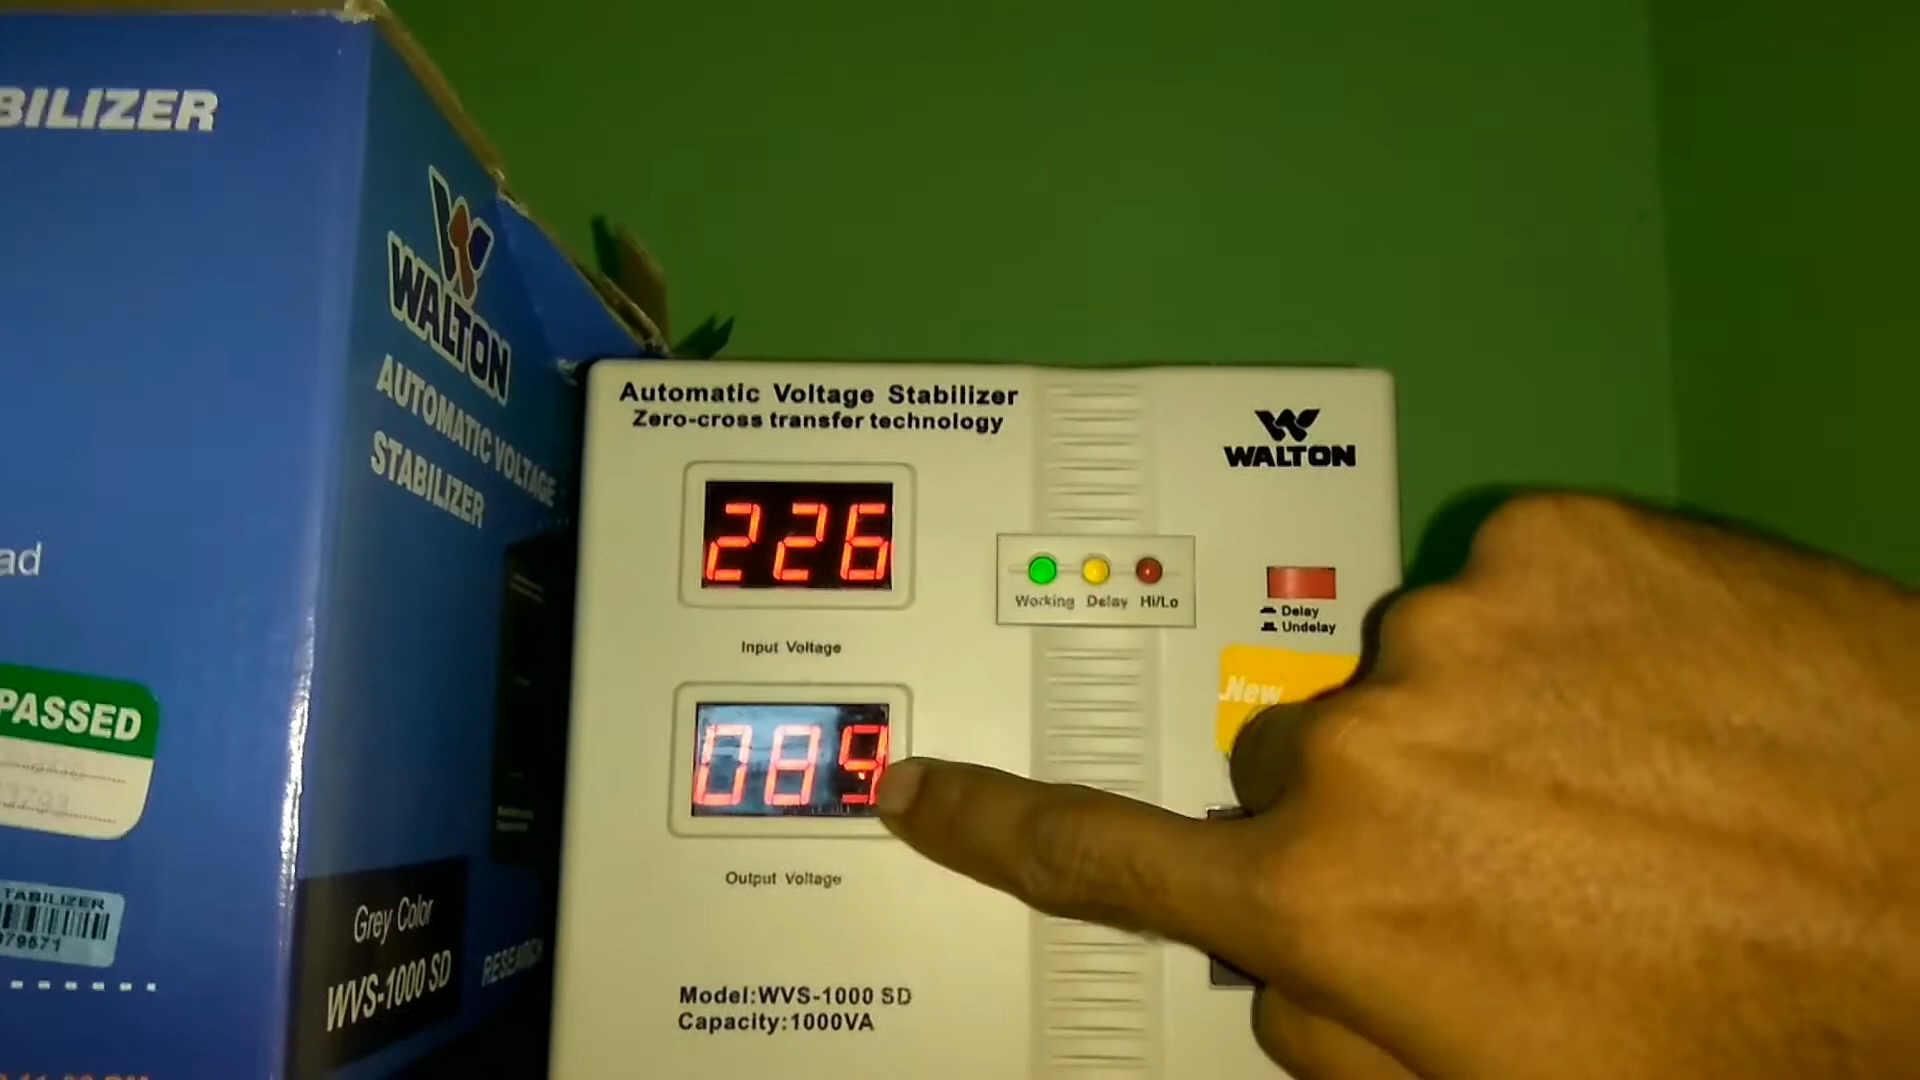 BILIZER
WALTON
AUTOMATIC VOLTAGE
STABILIZER
ad
PASSED
TABILIZER
Grey Color
WVS-1000 SD
RESEARCH
Automatic Voltage Stabilizer
Zero-cross transfer technology
WALTON
226
Working Delay Hi/Lo
Delay
Undelay
Input Voltage
New
089
Output Voltage
Model:WVS-1000 SD
Capacity:1000VA